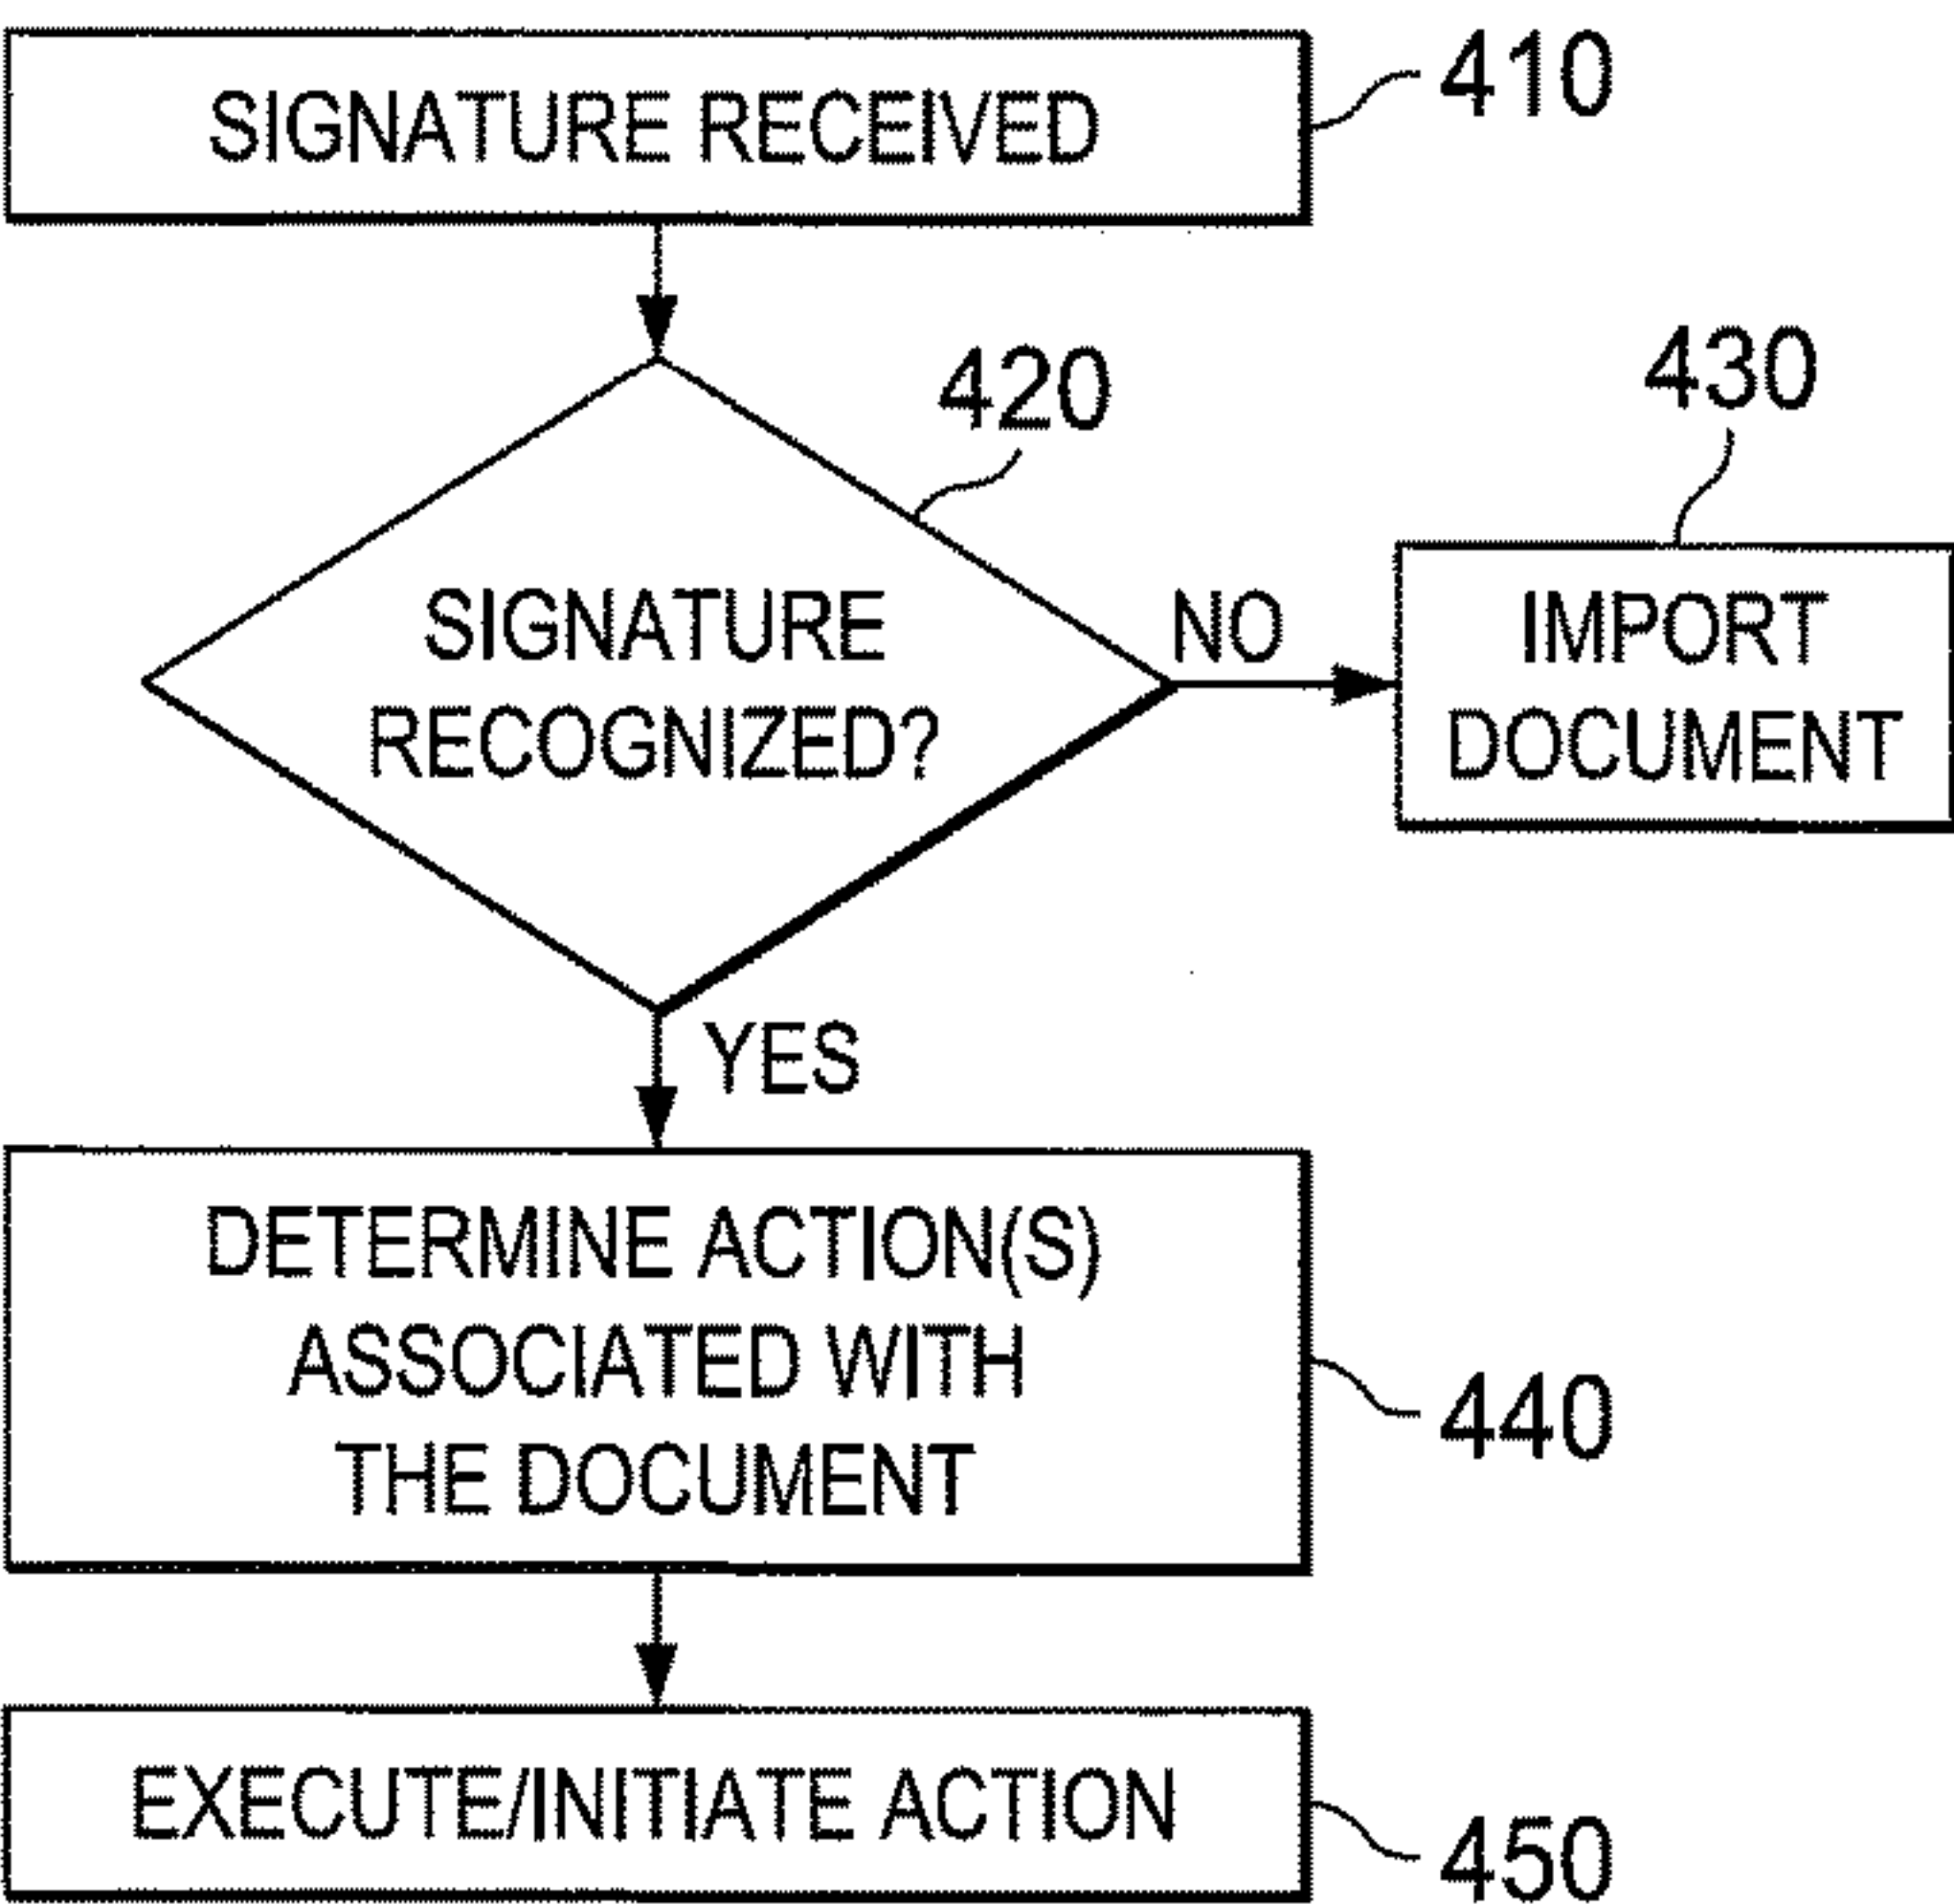 SIGNATURE RECEIVED
410
420
430
SIGNATURE
RECOGNIZED?
NO
IMPORT
DOCUMENT
YES
DETERMINE ACTION(S)
ASSOCIATED WITH
THE DOCUMENT
440
EXECUTE/INITIATE ACTION
450